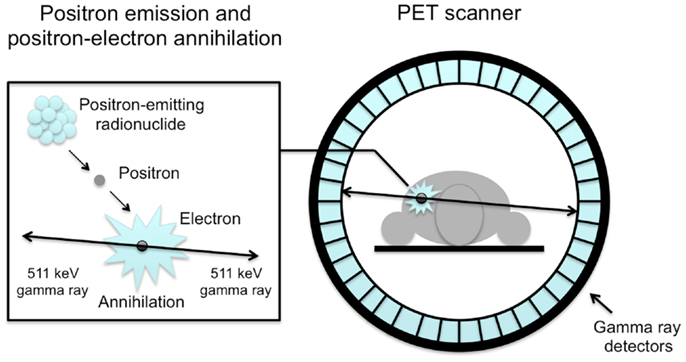 Positron emission and
positron-electron annihilation
PET scanner
Positron-emitting
radionuclide
Positron
Electron
511 keV
gamma ray
511 keV
gamma ray
Annihilation
Gamma ray
detectors